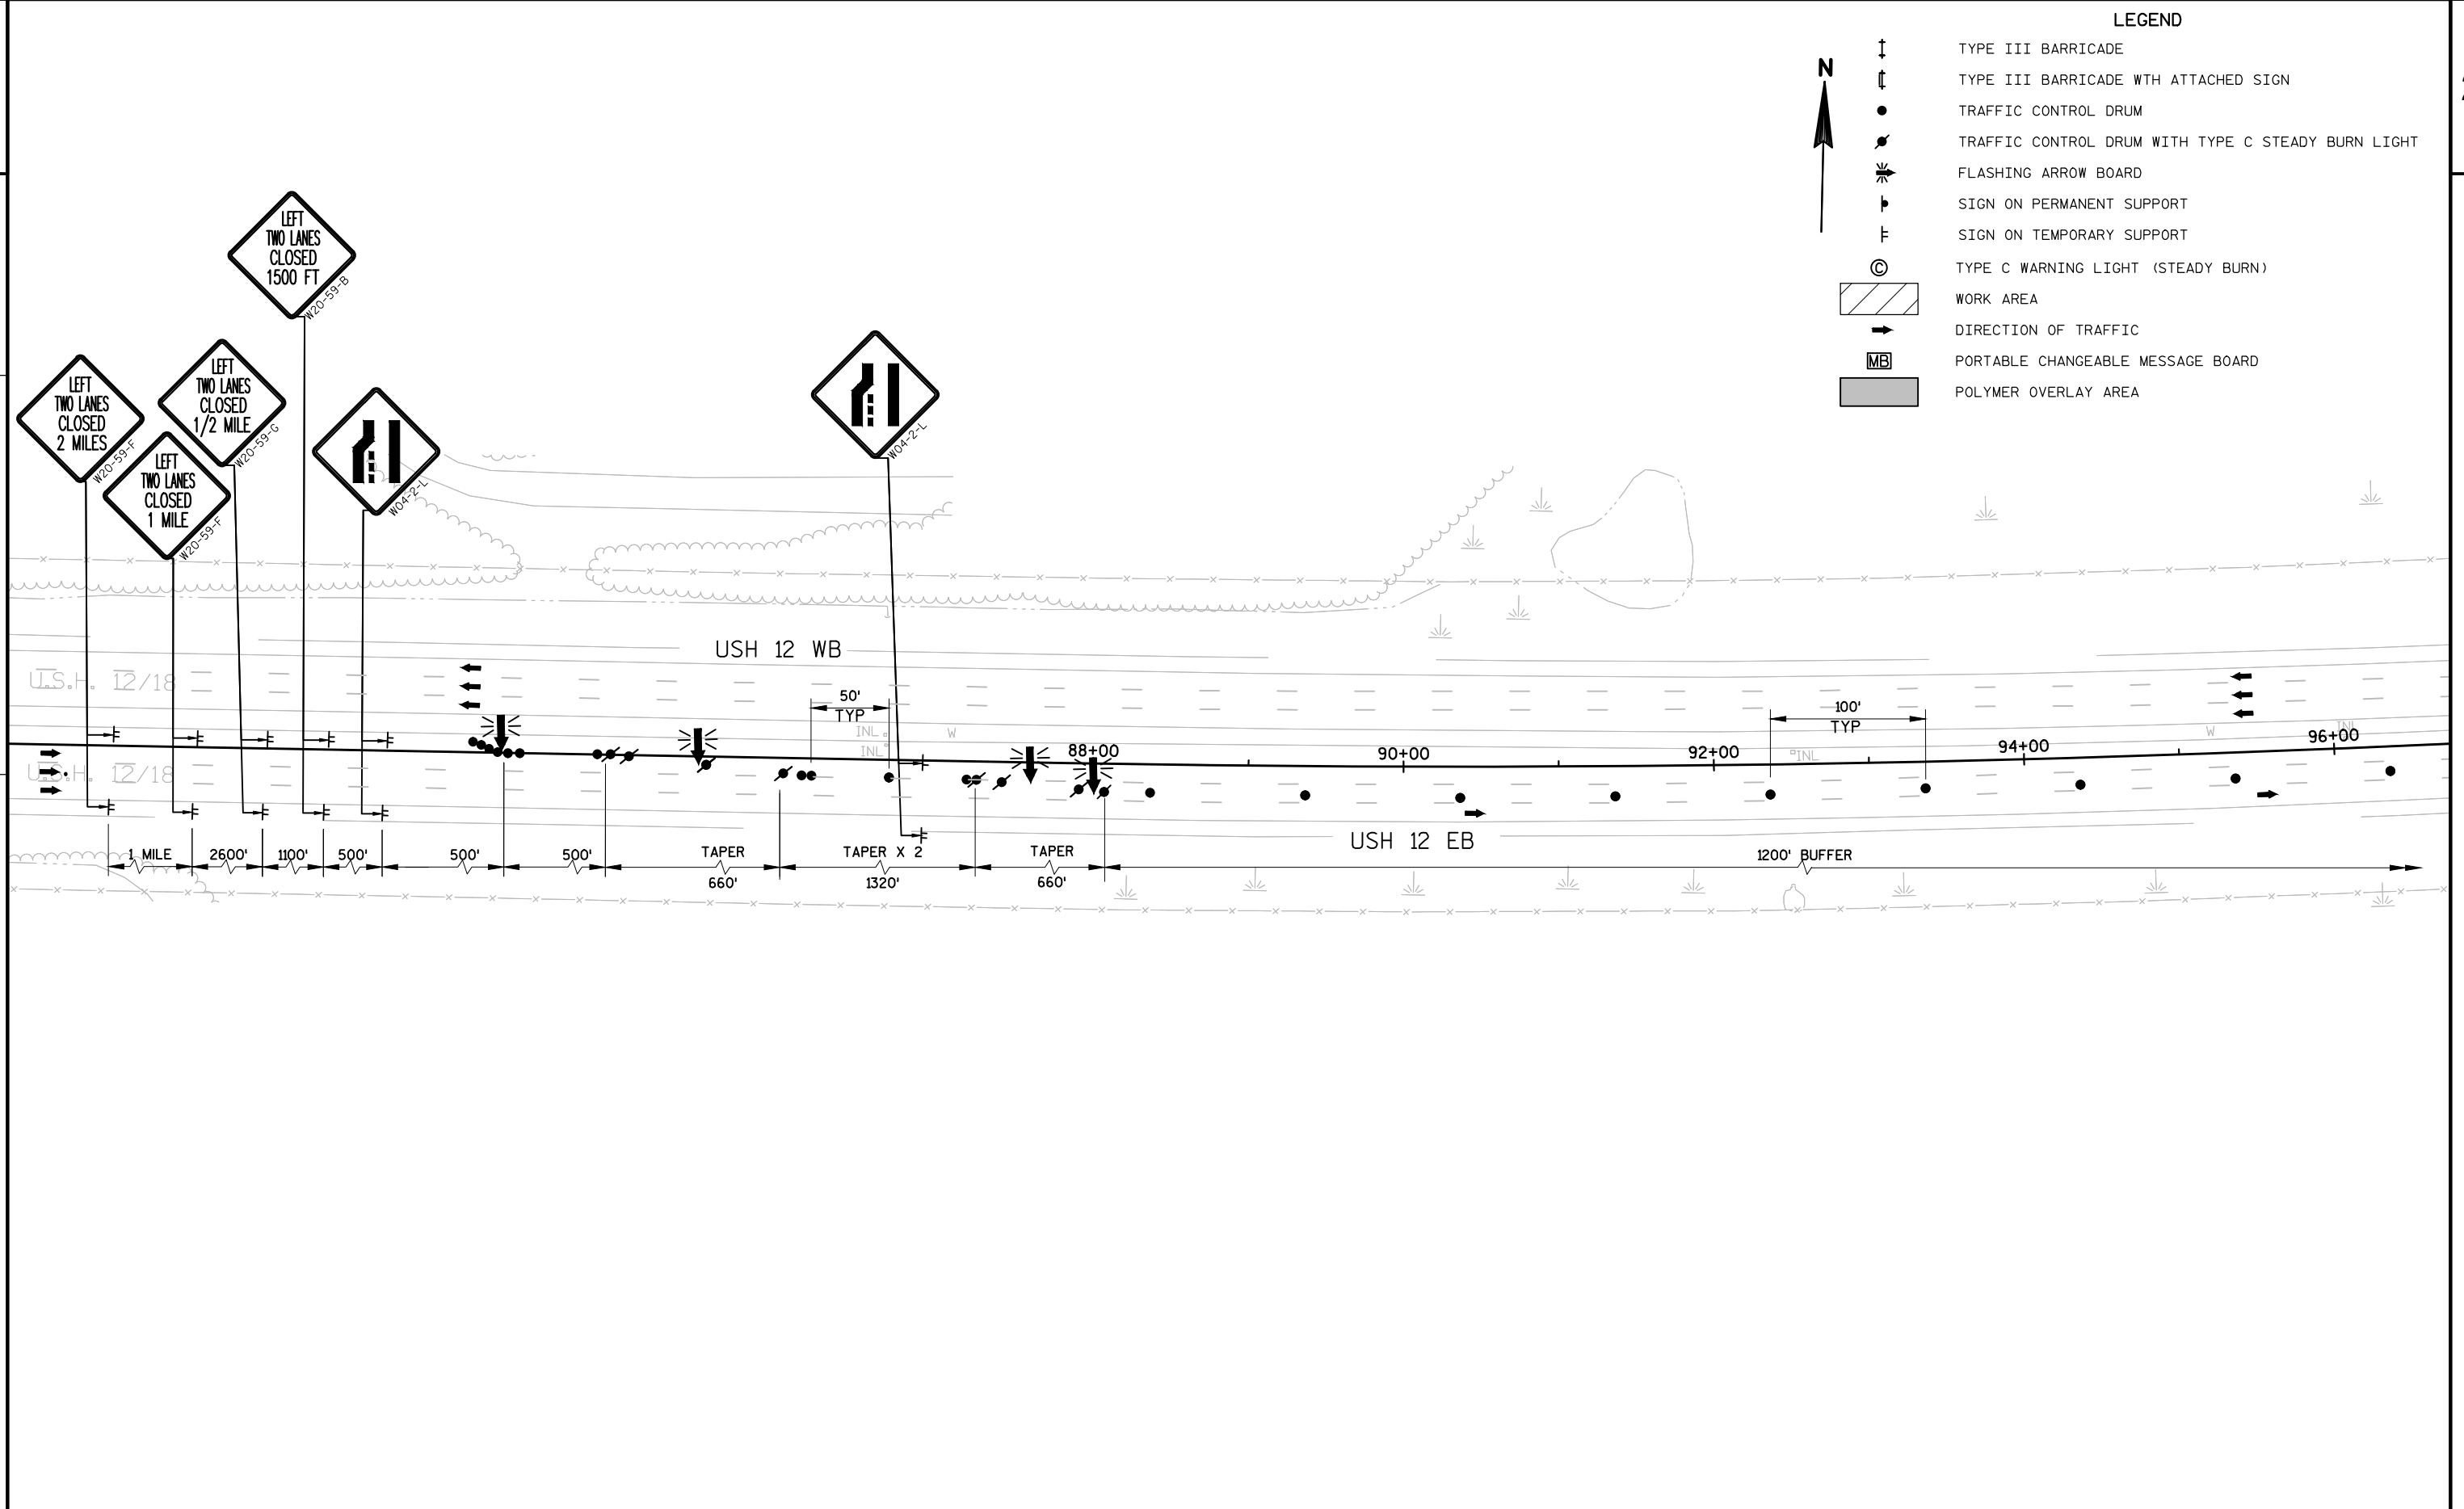 LEGEND
N
TYPE III BARRICADE
TYPE III BARRICADE WTH ATTACHED SIGN
TRAFFIC CONTROL DRUM
TRAFFIC CONTROL DRUM WITH TYPE C STEADY BURN LIGHT
FLASHING ARROW BOARD
SIGN ON PERMANENT SUPPORT
SIGN ON TEMPORARY SUPPORT
C TYPE C WARNING LIGHT (STEADY BURN)
WORK AREA
DIRECTION OF TRAFFIC
MB PORTABLE CHANGEABLE MESSAGE BOARD
POLYMER OVERLAY AREA
LEFT
TWO LANES
CLOSED
1500 FT
W20-59-B
LEFT
TWO LANES
CLOSED
2 MILES
W20-59-F
LEFT
TWO LANES
CLOSED
1/2 MILE
W20-59-G
LEFT
TWO LANES
CLOSED
1 MILE
W20-59-F
W04-2-L
W04-2-L
USH 12 WB
U.S.H. 12/18
50'
TYP
INL
INL
W
100'
TYP
W
INL
88+00
90+00
92+00
94+00
96+00
INL
U.S.H. 12/18
USH 12 EB
1 MILE
2600'
1100'
500'
500'
500'
TAPER
660'
TAPER X 2
1320'
TAPER
660'
1200' BUFFER